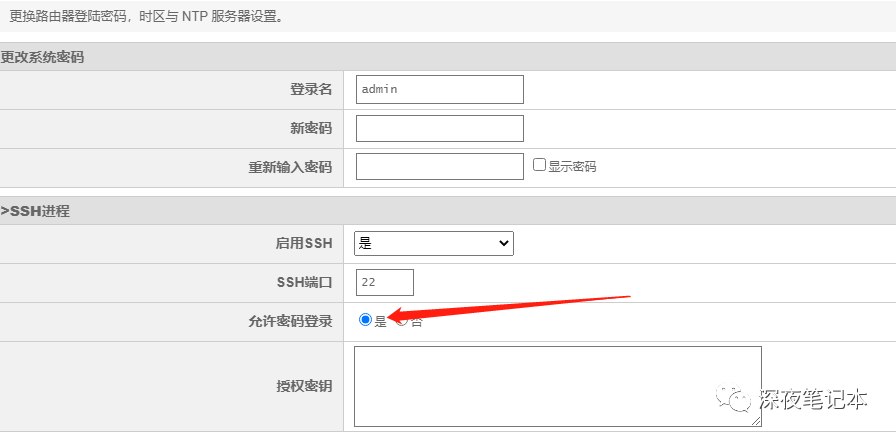 更换路由器登陆密码，时区与 NTP 服务器设置。
更改系统密码
登录名 admin
新密码
重新输入密码 显示密码
>SSH进程
启用SSH 是
SSH端口 22
允许密码登录 是 否
授权密钥
深夜笔记本